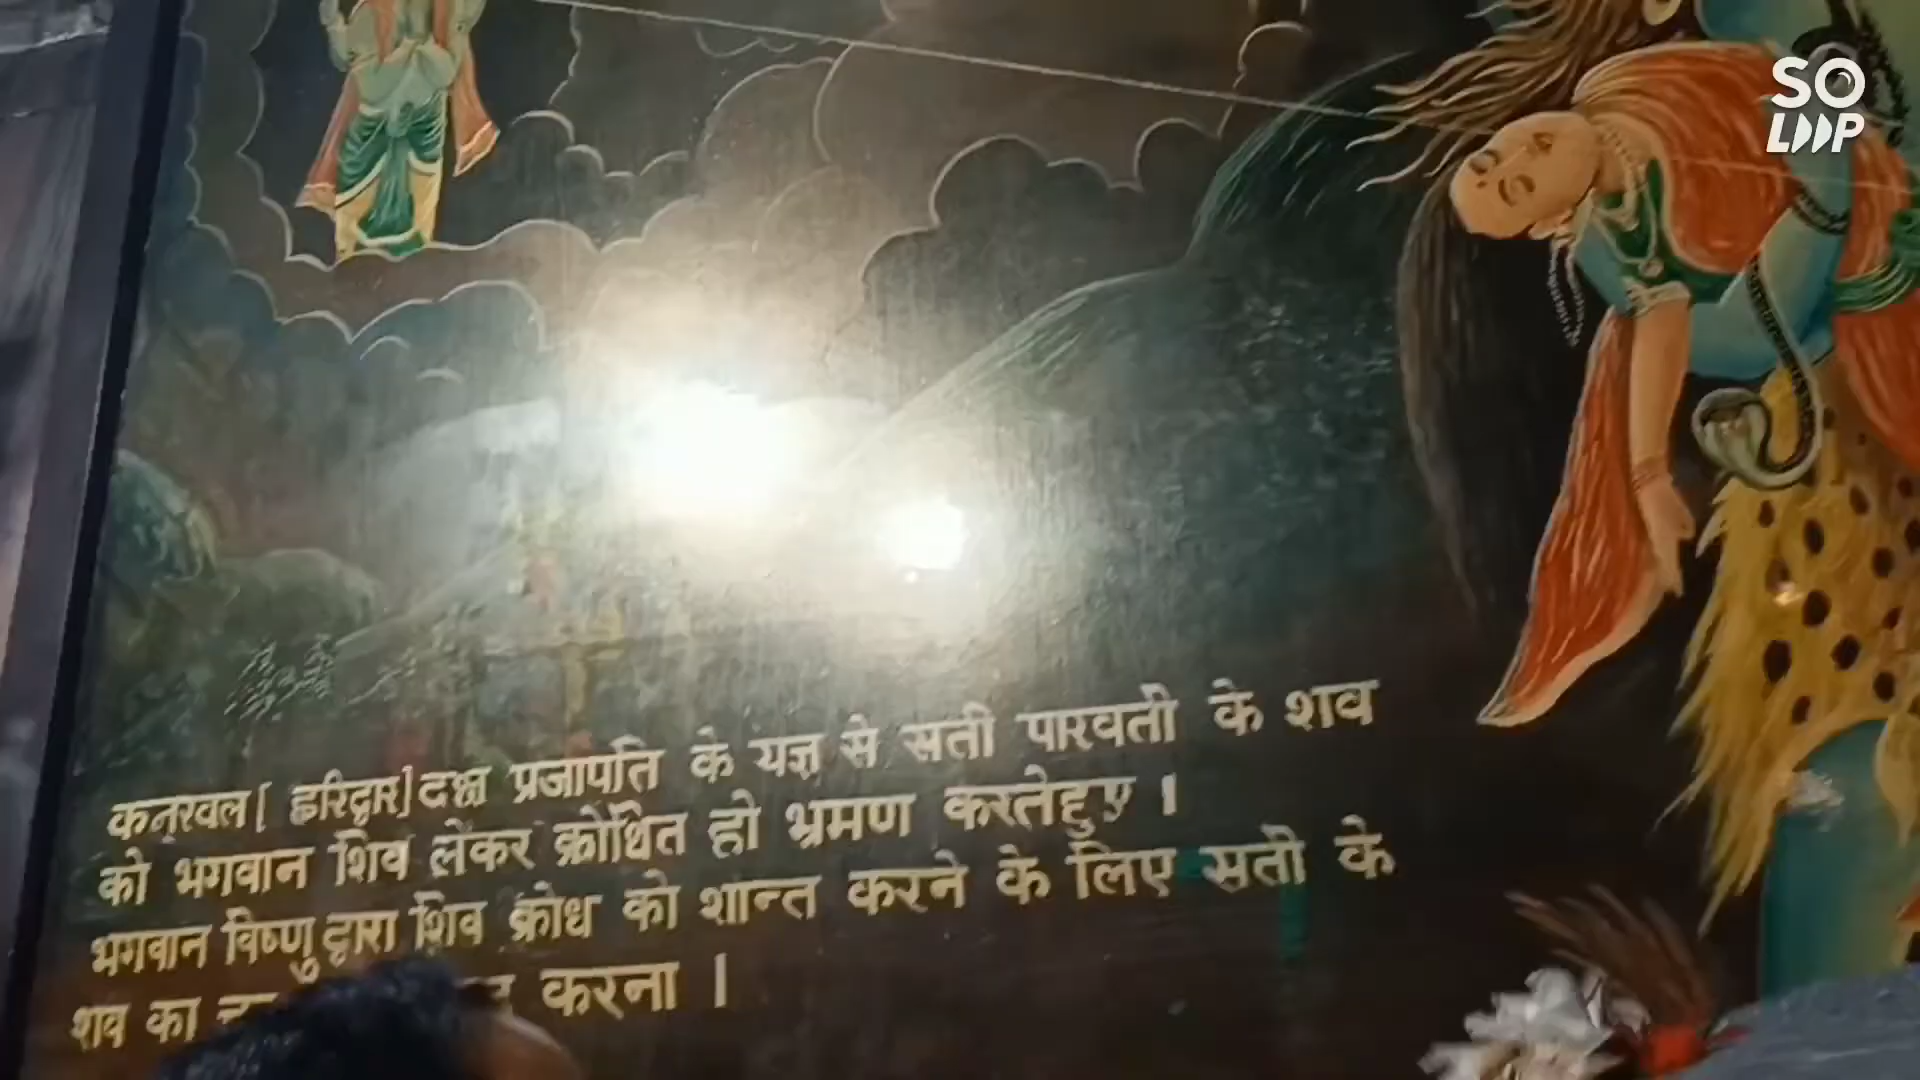 SO
LOOP
कनखल [ हरिद्वार] दक्ष प्रजापति के यज्ञ से सती पारवती के शव
को भगवान शिव लेकर क्रोधित हो भ्रमण करतेहुए ।
भगवान विष्णु द्वारा शिव क्रोध को शान्त करने के लिए सती के
शव का करना ।